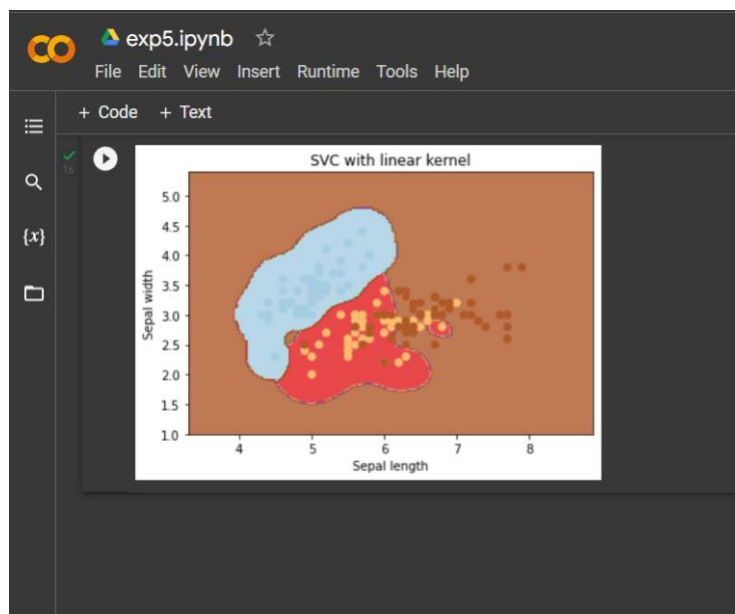 CO
exp5.ipynb
File Edit View Insert Runtime Tools Help
+ Code + Text
1s
{x}
SVC with linear kernel
5.0
4.5
4.0
3.5
3.0
2.5
2.0
1.5
1.0
Sepal width
4 5 6 7 8
Sepal length